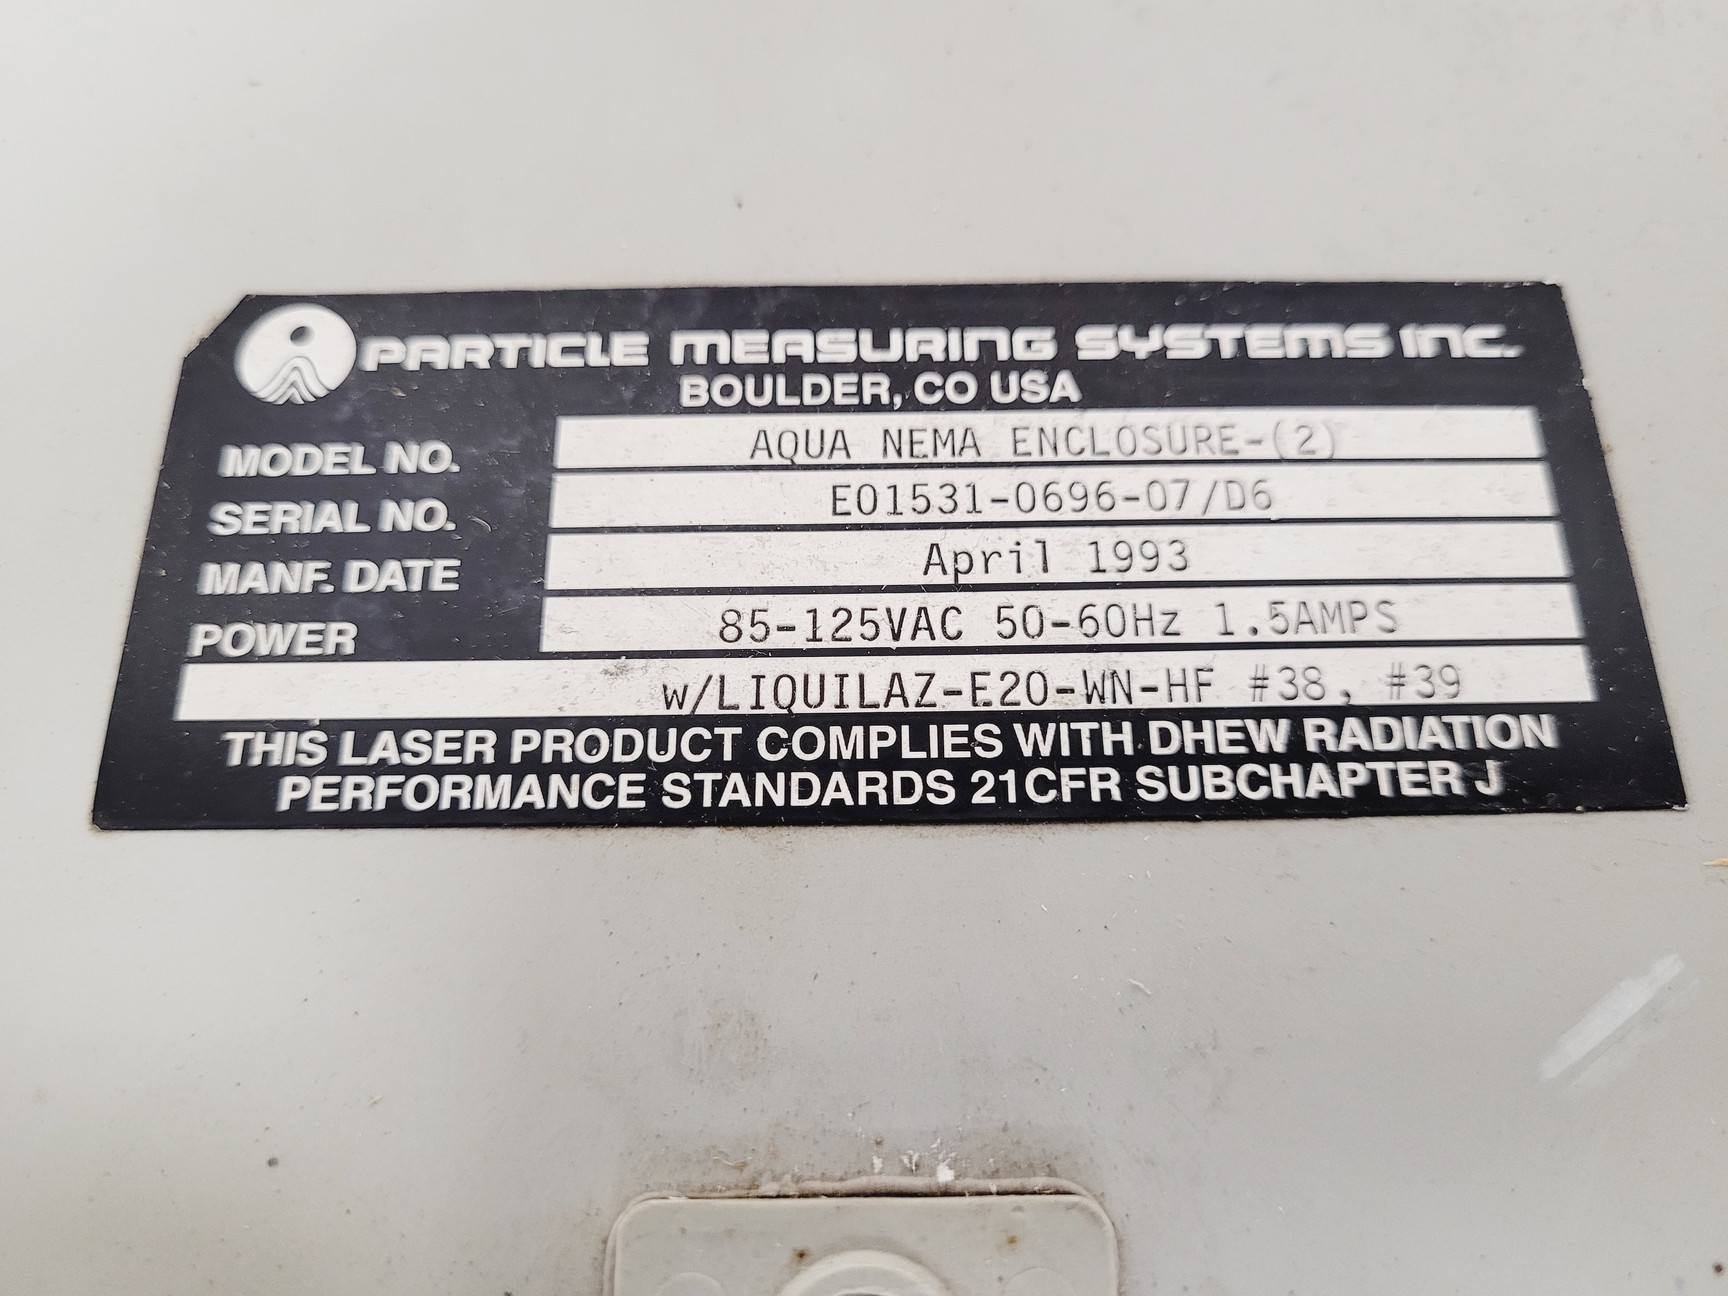 PARTICLE MEASURING SYSTEMS INC.
BOULDER, CO USA
MODEL NO. AQUA NEMA ENCLOSURE-(2)
SERIAL NO. E01531-0696-07/D6
MANF. DATE April 1993
POWER 85-125VAC 50-60Hz 1.5AMPS
w/LIQUILAZ-E20-WN-HF #38, #39
THIS LASER PRODUCT COMPLIES WITH DHEW RADIATION
PERFORMANCE STANDARDS 21CFR SUBCHAPTER J